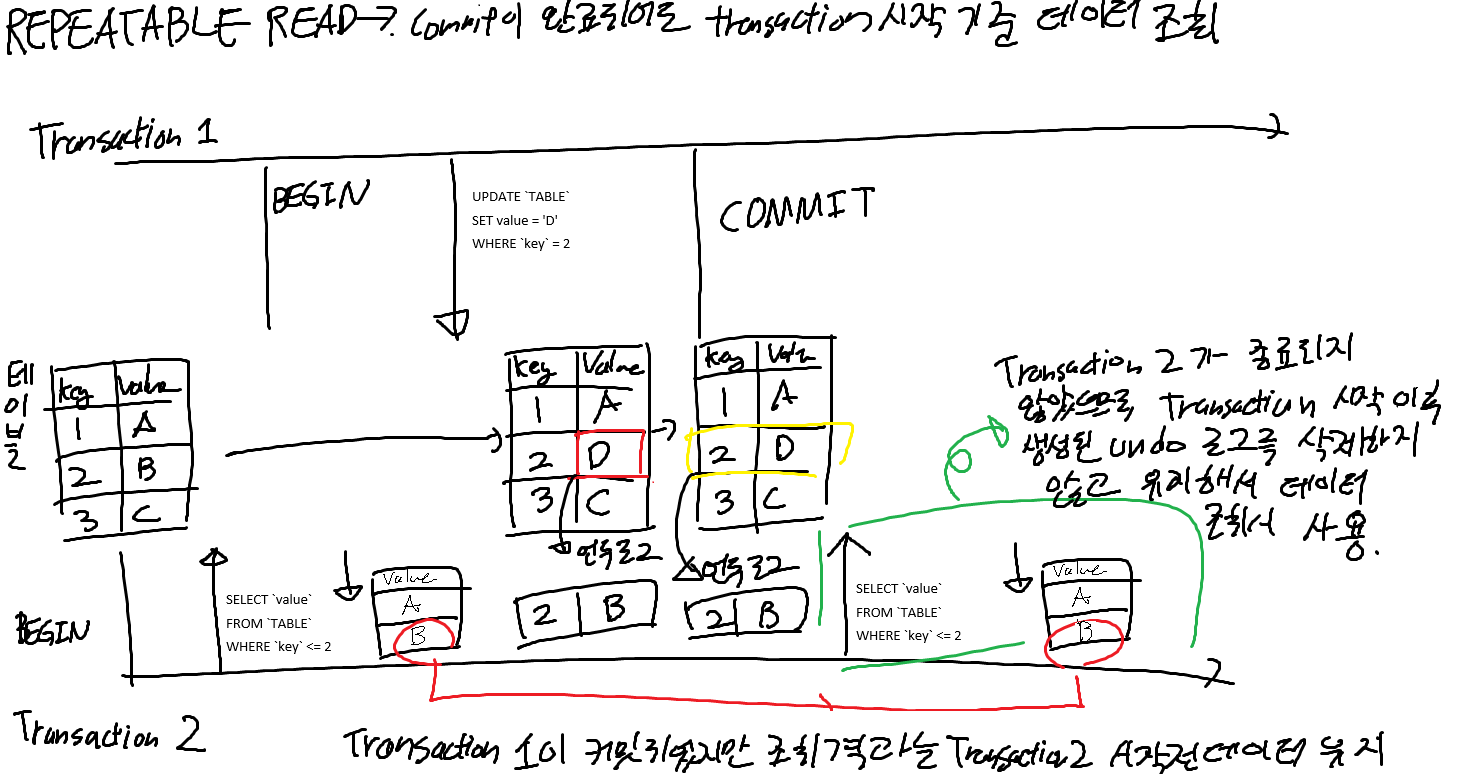 REPEATABLE READ → Commit이 완료되어도 transaction 시작 기준 데이터 조회
Transaction 1
BEGIN
UPDATE `TABLE`
SET value = 'D'
WHERE `key` = 2
COMMIT
테이블
key Value
1 A
2 B
3 C
key Value
1 A
2 D
3 C
key Value
1 A
2 D
3 C
Transaction 2가 종료되지
않았으므로 Transaction 시작 이후
생성된 undo 로그를 삭제하지
않고 유지해서 데이터
조회시 사용.
언두로그
2 B
언두로그
2 B
BEGIN
SELECT `value`
FROM `TABLE`
WHERE `key` <= 2
Value
A
B
SELECT `value`
FROM `TABLE`
WHERE `key` <= 2
Value
A
B
Transaction 2
Transaction 1이 커밋되었지만 조회결과는 Transaction2 시작전데이터 유지